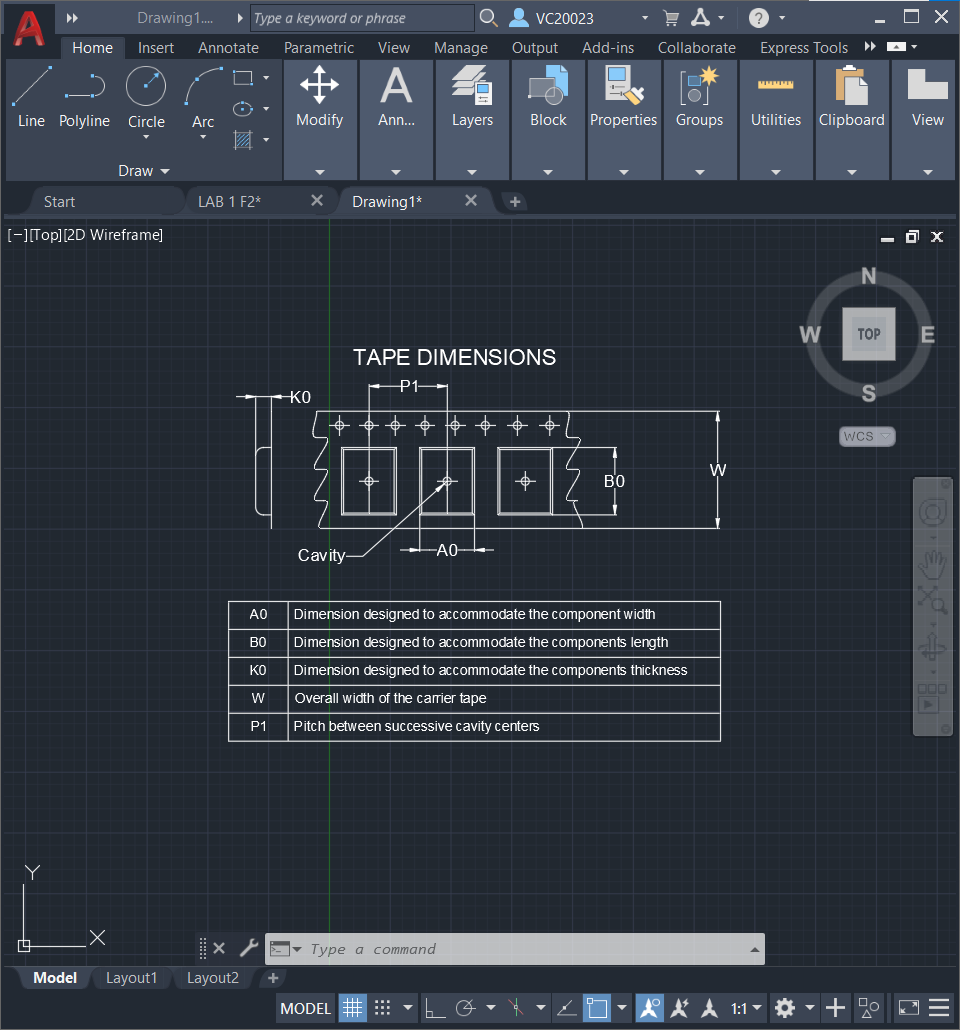 Drawing1....
Type a keyword or phrase
VC20023
Home Insert Annotate Parametric View Manage Output Add-ins Collaborate Express Tools
Line Polyline Circle Arc
Modify Ann... Layers Block Properties Groups Utilities Clipboard View
Draw
Start LAB 1 F2* Drawing1*
[−][Top][2D Wireframe]
N
W TOP E
S
WCS
TAPE DIMENSIONS
P1
K0
W
B0
Cavity
A0
A0 Dimension designed to accommodate the component width
B0 Dimension designed to accommodate the components length
K0 Dimension designed to accommodate the components thickness
W Overall width of the carrier tape
P1 Pitch between successive cavity centers
Y
X
Type a command
Model Layout1 Layout2
MODEL 1:1